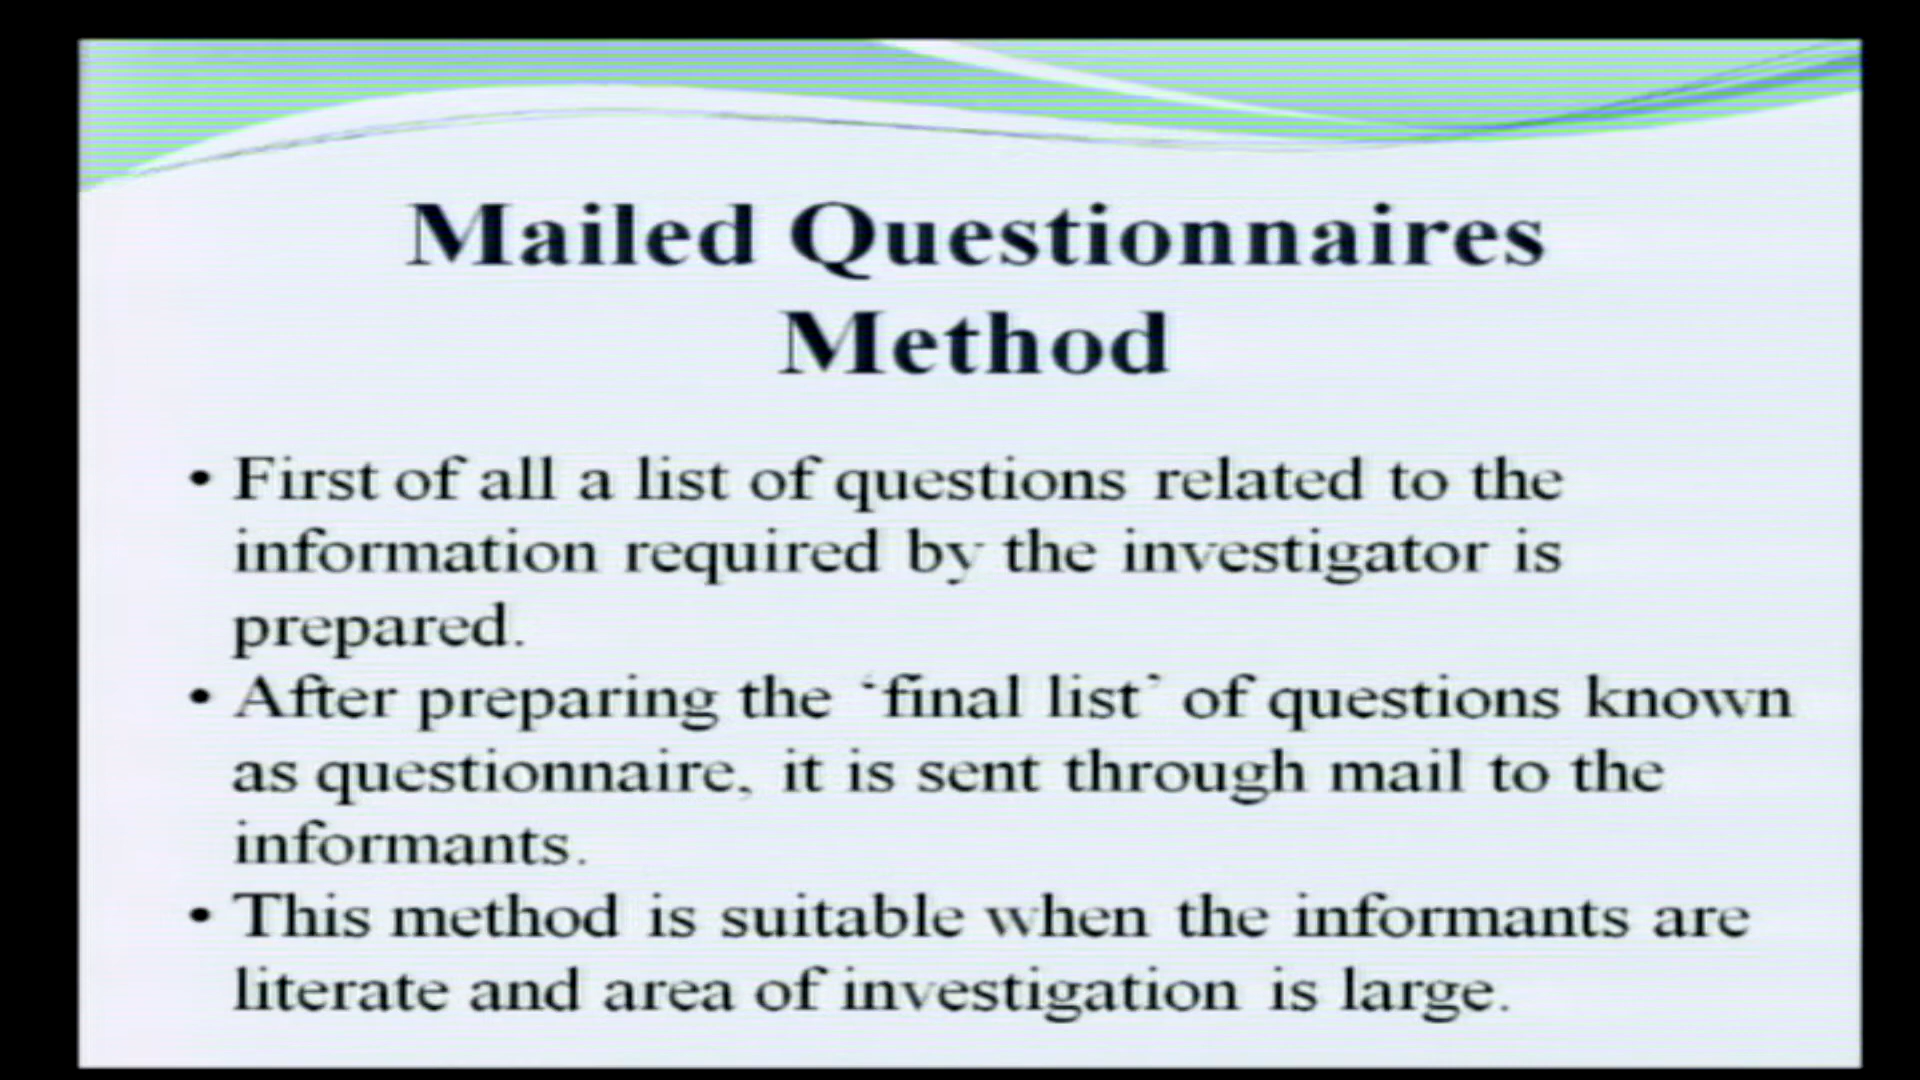 Mailed Questionnaires
Method
• First of all a list of questions related to the
information required by the investigator is
prepared.
• After preparing the ‘final list’ of questions known
as questionnaire, it is sent through mail to the
informants.
• This method is suitable when the informants are
literate and area of investigation is large.